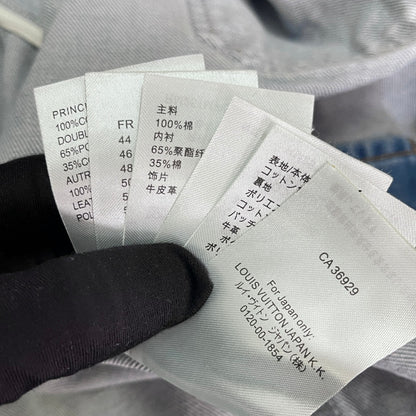 PRINC
100%CO
DOUBL
65%PO
35%CO
AUTR
100%
LEAT
POL
FR
44
46
48
50
5
主料
100%棉
内衬
65%聚酯纤
35%棉
饰片
牛皮革
表地/本体
コットン1
裏地
ポリエス
コットン
パッチ
牛革
ポリ
CA 36929
For Japan only:
LOUIS VUITTON JAPAN K.K.
ルイ・ヴィトン ジャパン(株)
0120-00-1854